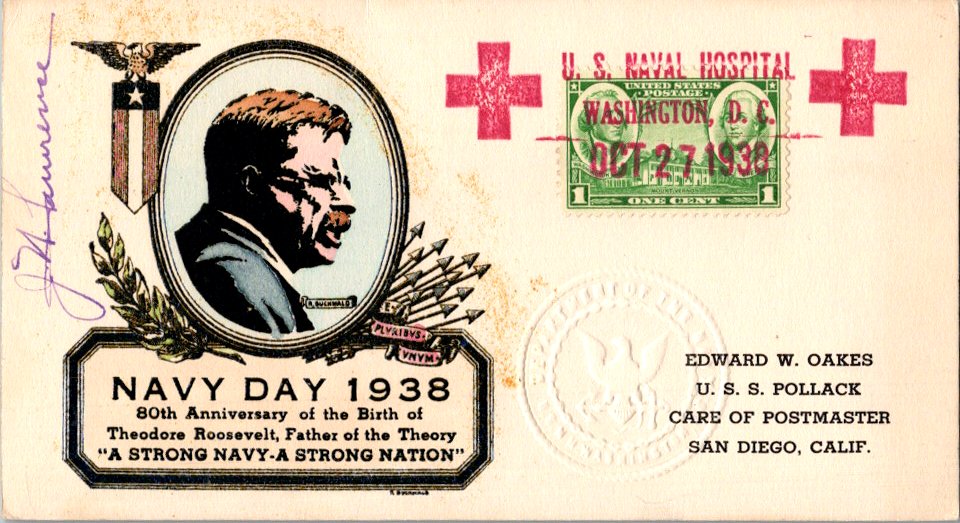 J N Lawrence
U. S. NAVAL HOSPITAL
WASHINGTON, D. C.
OCT 27 1938
UNITED STATES
POSTAGE
MOUNT VERNON
1 ONE CENT 1
R. BUCHWALD
E
PLVRIBVS
VNVM
NAVY DAY 1938
80th Anniversary of the Birth of
Theodore Roosevelt, Father of the Theory
"A STRONG NAVY-A STRONG NATION"
R BUCHWALD
EDWARD W. OAKES
U. S. S. POLLACK
CARE OF POSTMASTER
SAN DIEGO, CALIF.